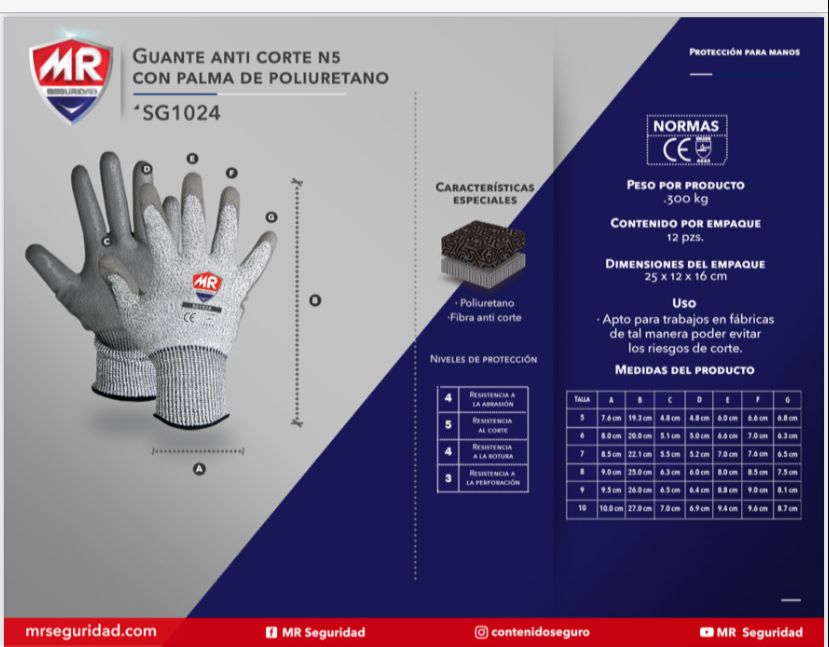 MR
SEGURIDAD
GUANTE ANTI CORTE N5
CON PALMA DE POLIURETANO
SG1024
D
E
F
G
C
B
A
MR
SG1024
CE
CARACTERÍSTICAS
ESPECIALES
· Poliuretano
·Fibra anti corte
NIVELES DE PROTECCIÓN
4 RESISTENCIA A LA ABRASIÓN
5 RESISTENCIA AL CORTE
4 RESISTENCIA A LA ROTURA
3 RESISTENCIA A LA PERFORACIÓN
PROTECCIÓN PARA MANOS
NORMAS
CE
PESO POR PRODUCTO
.300 kg
CONTENIDO POR EMPAQUE
12 pzs.
DIMENSIONES DEL EMPAQUE
25 x 12 x 16 cm
USO
· Apto para trabajos en fábricas
de tal manera poder evitar
los riesgos de corte.
MEDIDAS DEL PRODUCTO
TALLA A B C D E F G
5 7.6 cm 19.3 cm 4.8 cm 4.8 cm 6.0 cm 6.6 cm 6.8 cm
6 8.0 cm 20.0 cm 5.1 cm 5.0 cm 6.6 cm 7.0 cm 6.3 cm
7 8.5 cm 22.1 cm 5.5 cm 5.2 cm 7.0 cm 7.6 cm 6.5 cm
8 9.0 cm 25.0 cm 6.3 cm 6.0 cm 8.0 cm 8.5 cm 7.5 cm
9 9.5 cm 26.0 cm 6.5 cm 6.4 cm 8.8 cm 9.0 cm 8.1 cm
10 10.0 cm 27.0 cm 7.0 cm 6.9 cm 9.4 cm 9.6 cm 8.7 cm
mrseguridad.com
MR Seguridad
contenidoseguro
MR Seguridad